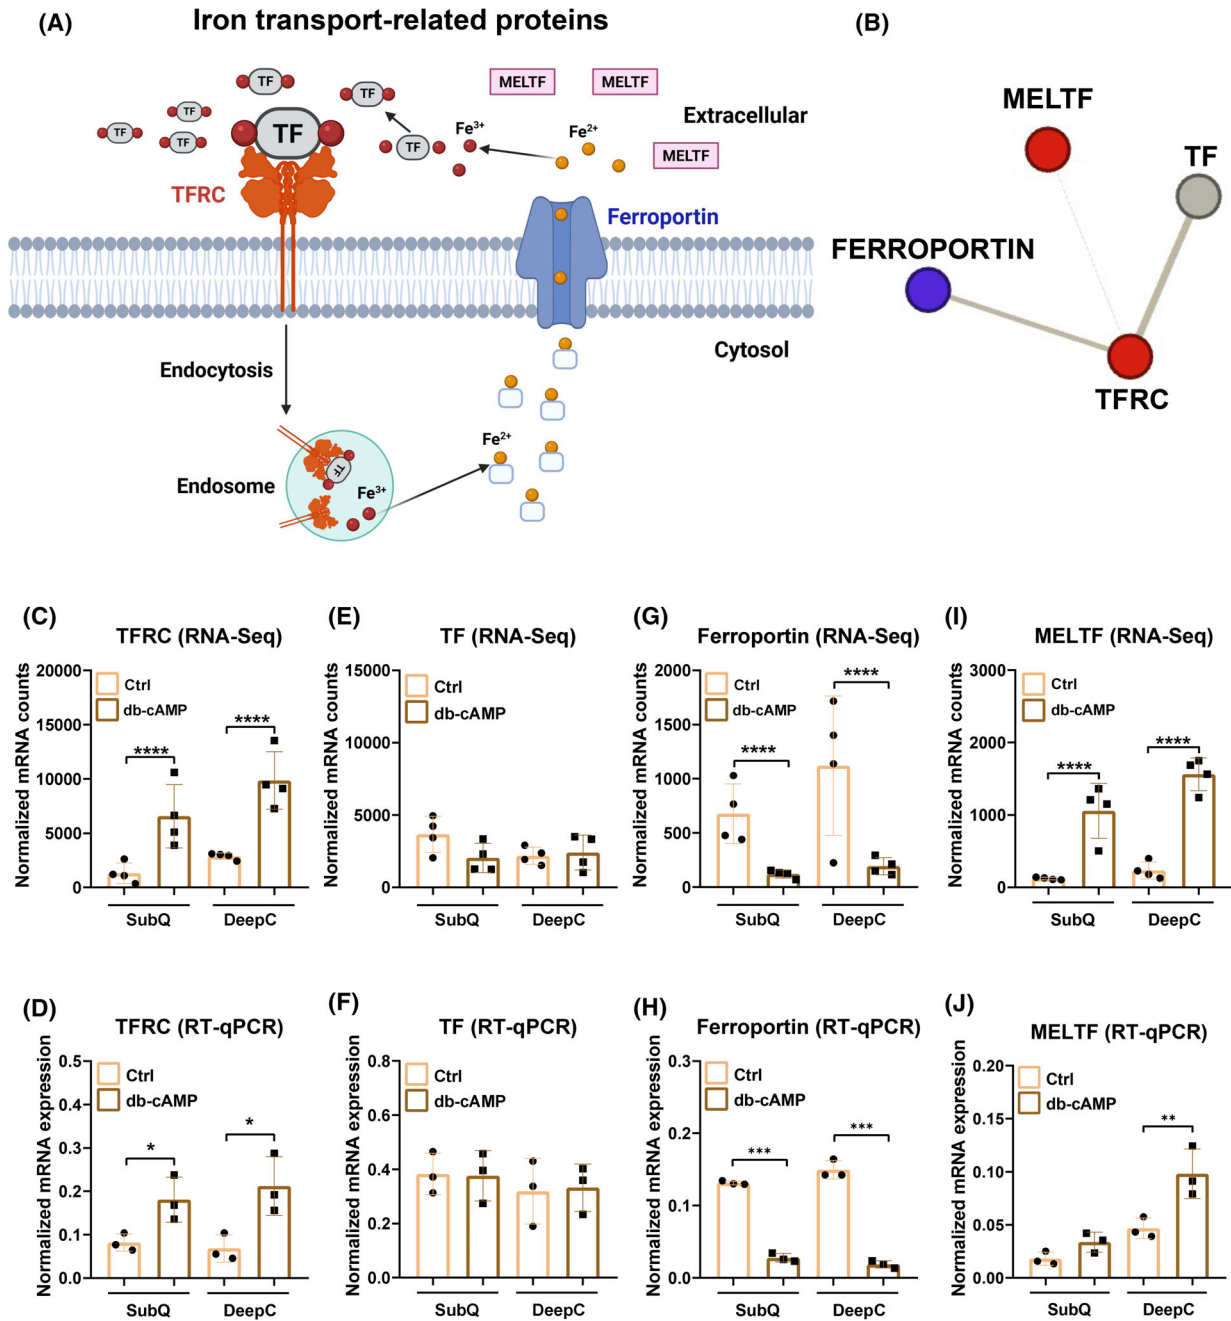 (A)
Iron transport-related proteins
(B)
TF
TF
TF
TF
TF
TF
TF
Fe3+
Fe2+
MELTF
MELTF
MELTF
Extracellular
TFRC
Ferroportin
Cytosol
Endocytosis
Endosome
TF
Fe3+
Fe2+
MELTF
TF
FERROPORTIN
TFRC
(C)
TFRC (RNA-Seq)
Normalized mRNA counts
20000
15000
10000
5000
0
Ctrl
db-cAMP
****
****
SubQ
DeepC
(E)
TF (RNA-Seq)
Normalized mRNA counts
15000
10000
5000
0
Ctrl
db-cAMP
SubQ
DeepC
(G)
Ferroportin (RNA-Seq)
Normalized mRNA counts
2000
1500
1000
500
0
Ctrl
db-cAMP
****
****
SubQ
DeepC
(I)
MELTF (RNA-Seq)
Normalized mRNA counts
3000
2000
1000
0
Ctrl
db-cAMP
****
****
SubQ
DeepC
(D)
TFRC (RT-qPCR)
Normalized mRNA expression
0.5
0.4
0.3
0.2
0.1
0.0
Ctrl
db-cAMP
*
*
SubQ
DeepC
(F)
TF (RT-qPCR)
Normalized mRNA expression
0.8
0.6
0.4
0.2
0.0
Ctrl
db-cAMP
SubQ
DeepC
(H)
Ferroportin (RT-qPCR)
Normalized mRNA expression
0.3
0.2
0.1
0.0
Ctrl
db-cAMP
***
***
SubQ
DeepC
(J)
MELTF (RT-qPCR)
Normalized mRNA expression
0.20
0.15
0.10
0.05
0.00
Ctrl
db-cAMP
**
SubQ
DeepC